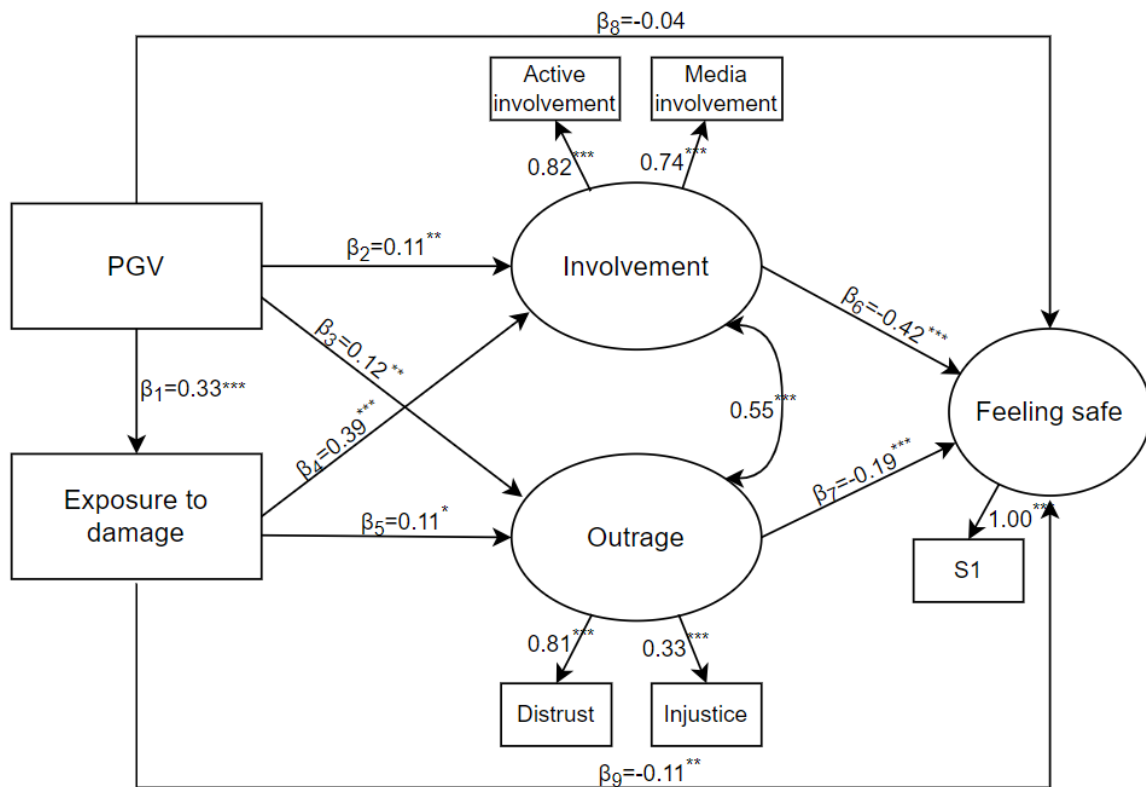 β₈=-0.04
Active
involvement
Media
involvement
0.82***
0.74***
PGV
β₂=0.11**
Involvement
β₆=-0.42***
β₃=0.12**
β₁=0.33***
β₄=0.39***
0.55***
Feeling safe
Exposure to
damage
β₅=0.11*
Outrage
β₇=-0.19***
1.00***
S1
0.81***
0.33***
Distrust
Injustice
β₉=-0.11**